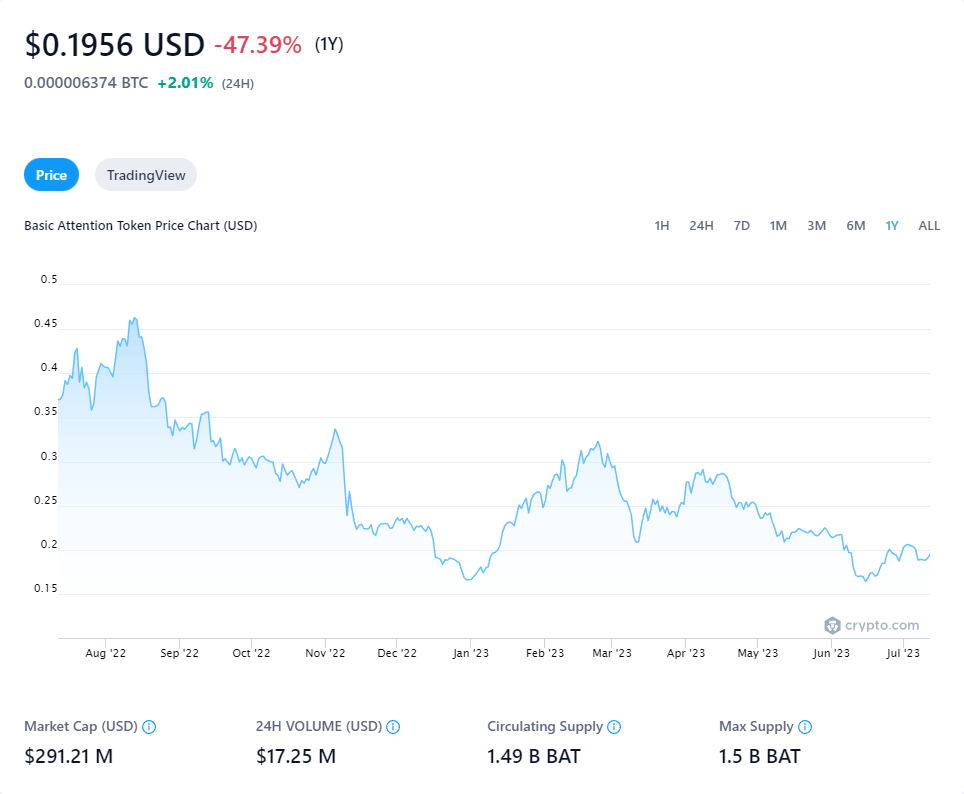 $0.1956 USD -47.39% (1Y)
0.000006374 BTC +2.01% (24H)
Price TradingView
Basic Attention Token Price Chart (USD) 1H 24H 7D 1M 3M 6M 1Y ALL
0.5
0.45
0.4
0.35
0.3
0.25
0.2
0.15
crypto.com
Aug '22 Sep '22 Oct '22 Nov '22 Dec '22 Jan '23 Feb '23 Mar '23 Apr '23 May '23 Jun '23 Jul '23
Market Cap (USD) 24H VOLUME (USD) Circulating Supply Max Supply
$291.21 M $17.25 M 1.49 B BAT 1.5 B BAT